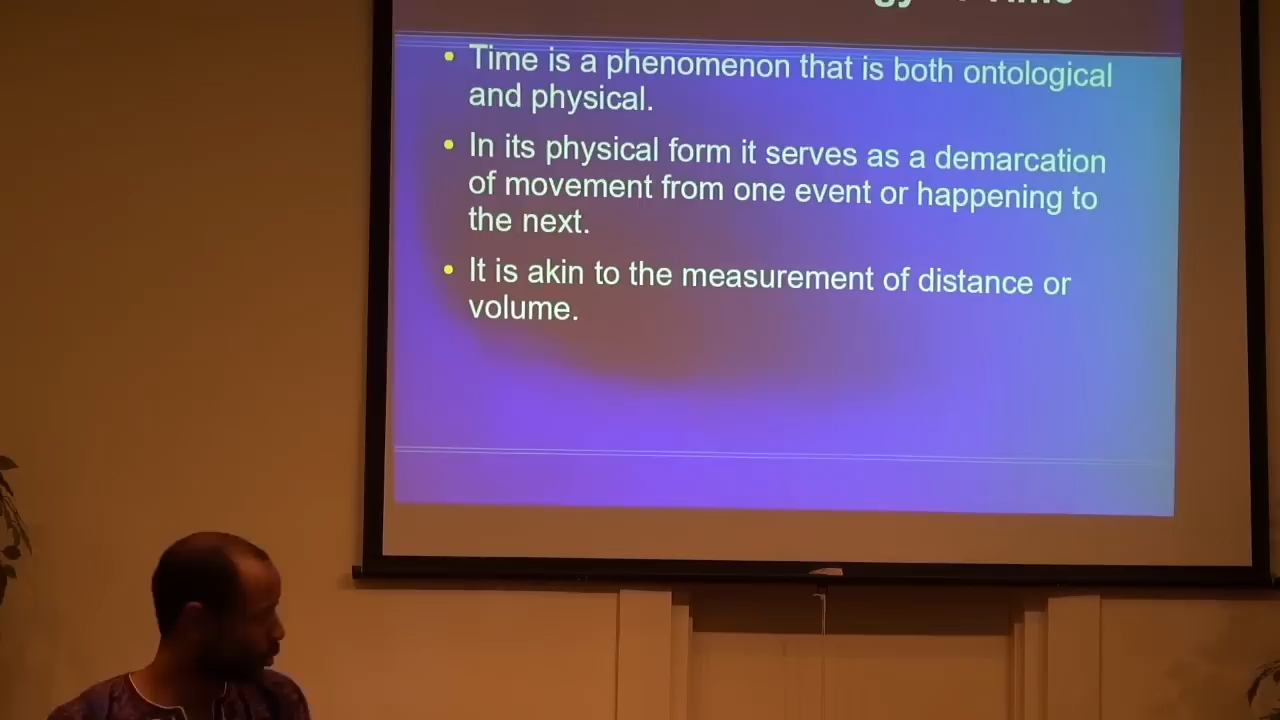 • Time is a phenomenon that is both ontological
and physical.
• In its physical form it serves as a demarcation
of movement from one event or happening to
the next.
• It is akin to the measurement of distance or
volume.